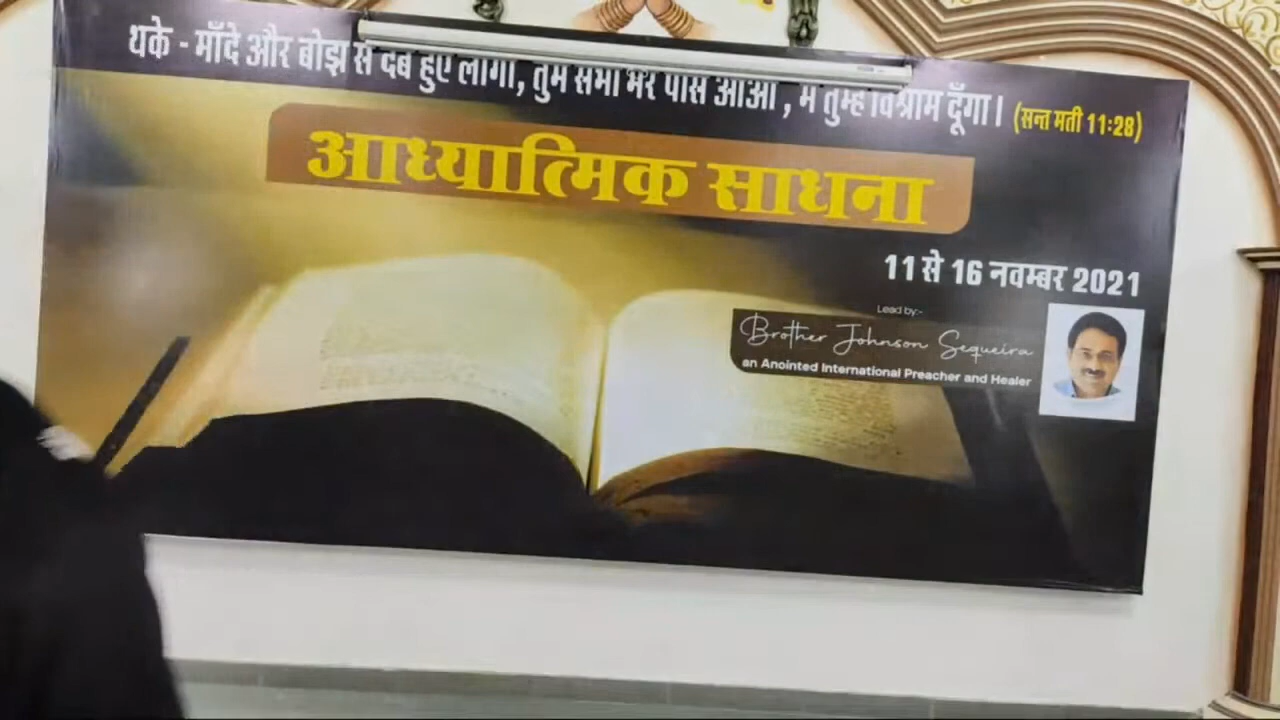 थके - माँदे और बोझ से दबे हुए लोगो, तुम सभी मेरे पास आओ, मैं तुम्हें विश्राम दूँगा। (सन्त मती 11:28)
आध्यात्मिक साधना
11 से 16 नवम्बर 2021
Lead by:-
Brother Johnson Sequeira
an Anointed International Preacher and Healer